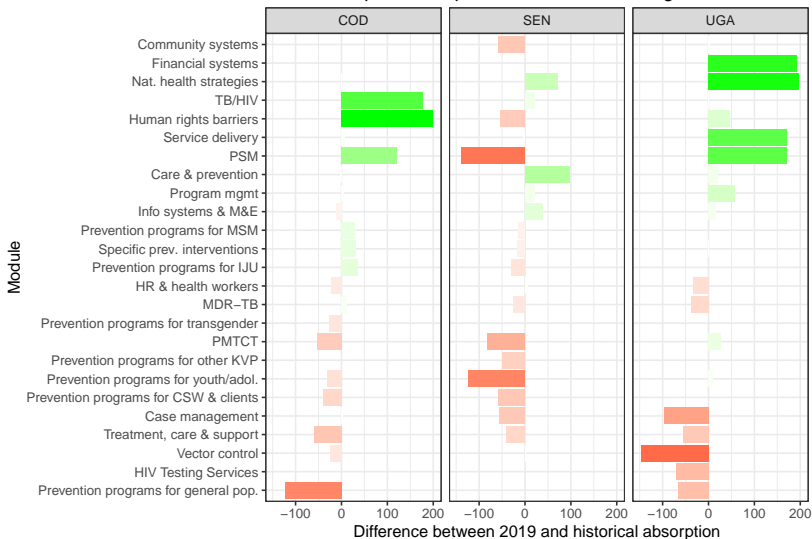 COD SEN UGA
Community systems
Financial systems
Nat. health strategies
TB/HIV
Human rights barriers
Service delivery
PSM
Care & prevention
Program mgmt
Info systems & M&E
Prevention programs for MSM
Specific prev. interventions
Prevention programs for IJU
HR & health workers
MDR−TB
Prevention programs for transgender
PMTCT
Prevention programs for other KVP
Prevention programs for youth/adol.
Prevention programs for CSW & clients
Case management
Treatment, care & support
Vector control
HIV Testing Services
Prevention programs for general pop.
Module
−100 0 100 200 −100 0 100 200 −100 0 100 200
Difference between 2019 and historical absorption